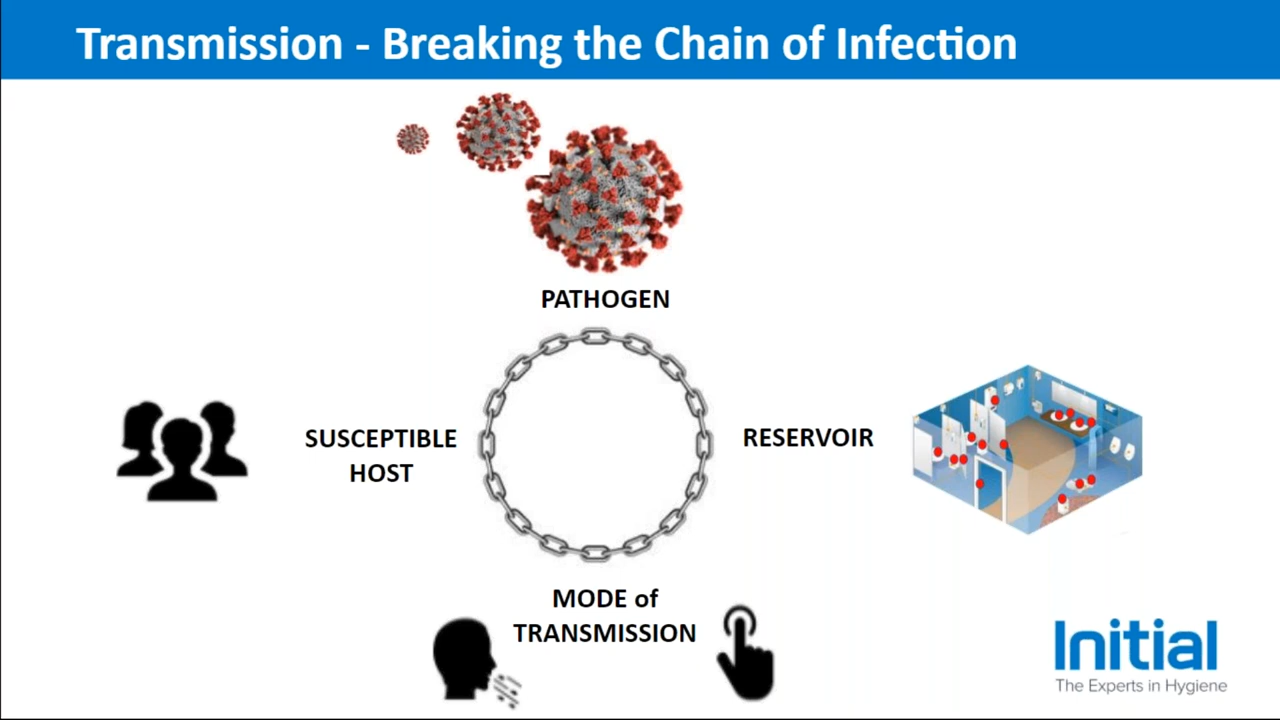 Transmission - Breaking the Chain of Infection
PATHOGEN
SUSCEPTIBLE
HOST
RESERVOIR
MODE of
TRANSMISSION
Initial
The Experts in Hygiene